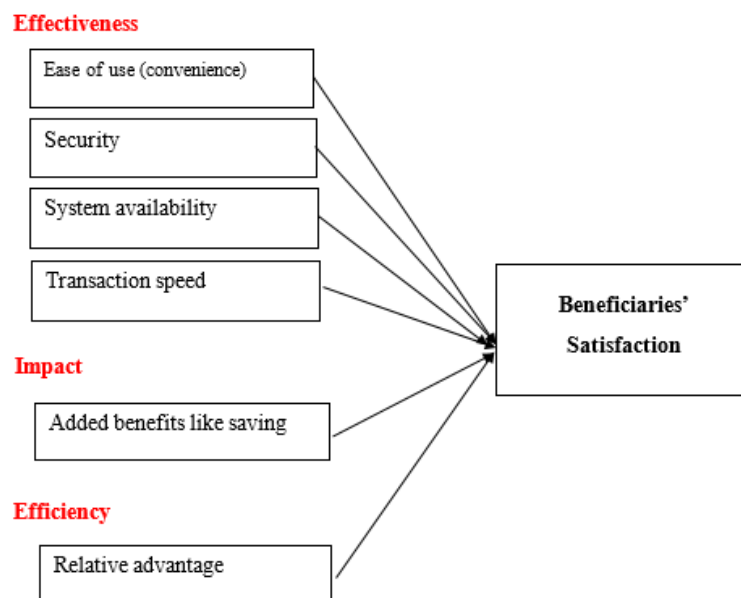 Effectiveness
Ease of use (convenience)
Security
System availability
Transaction speed
Beneficiaries’
Satisfaction
Impact
Added benefits like saving
Efficiency
Relative advantage